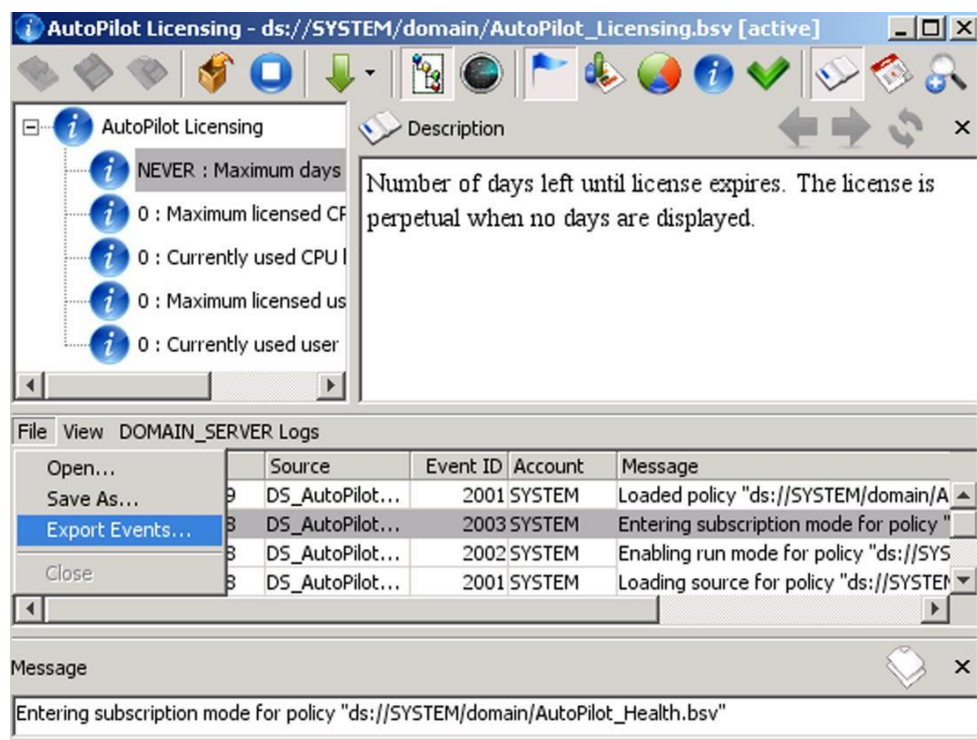 AutoPilot Licensing - ds://SYSTEM/domain/AutoPilot_Licensing.bsv [active]
AutoPilot Licensing
NEVER : Maximum days
0 : Maximum licensed CP
0 : Currently used CPU l
0 : Maximum licensed us
0 : Currently used user
Description
Number of days left until license expires. The license is
perpetual when no days are displayed.
File View DOMAIN_SERVER Logs
Open...
Save As...
Export Events...
Close
Source Event ID Account Message
9 DS_AutoPilot... 2001 SYSTEM Loaded policy "ds://SYSTEM/domain/A
8 DS_AutoPilot... 2003 SYSTEM Entering subscription mode for policy "
8 DS_AutoPilot... 2002 SYSTEM Enabling run mode for policy "ds://SYS
8 DS_AutoPilot... 2001 SYSTEM Loading source for policy "ds://SYSTEM
Message
Entering subscription mode for policy "ds://SYSTEM/domain/AutoPilot_Health.bsv"